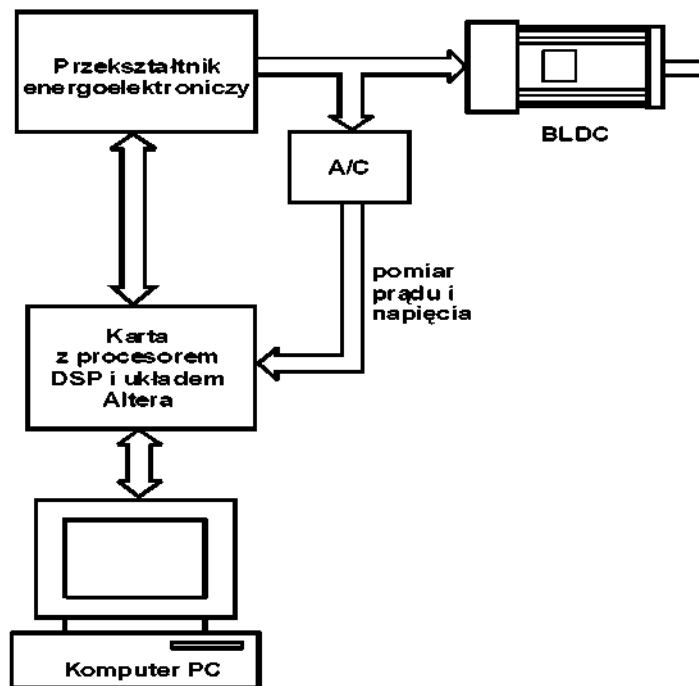 Przekształtnik
energoelektroniczy
BLDC
A/C
pomiar
prądu i
napięcia
Karta
z procesorem
DSP i układem
Altera
Komputer PC